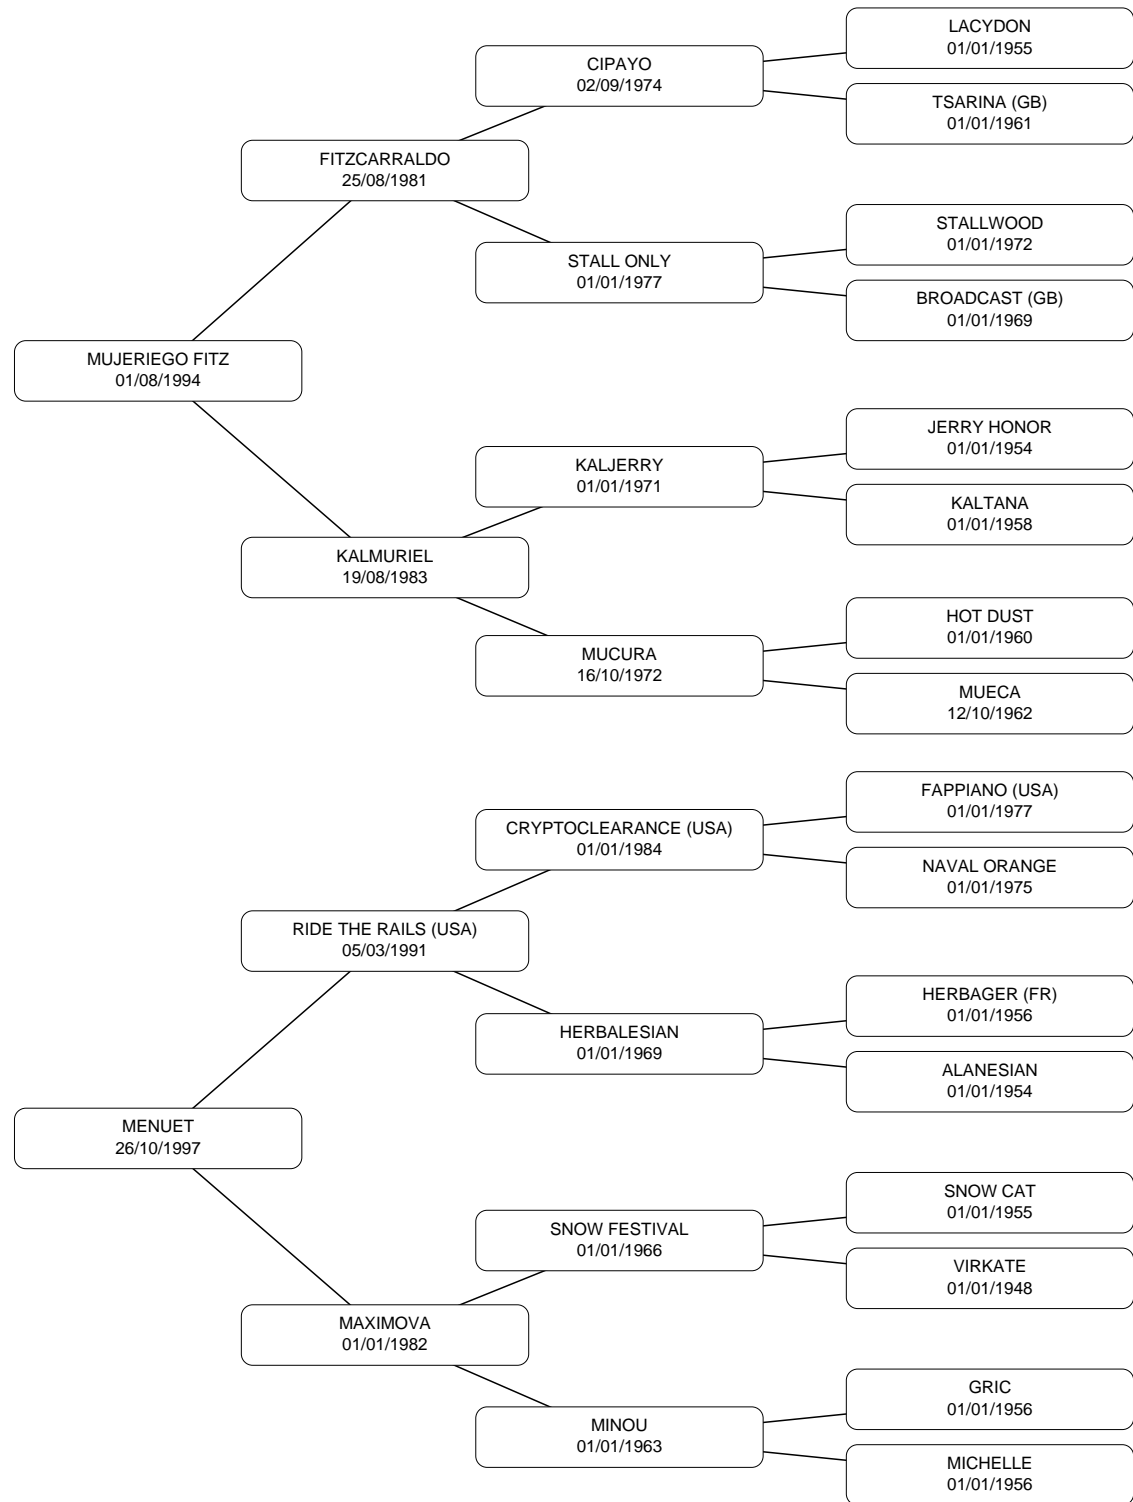 LACYDON
01/01/1955
CIPAYO
02/09/1974
TSARINA (GB)
01/01/1961
FITZCARRALDO
25/08/1981
STALLWOOD
01/01/1972
STALL ONLY
01/01/1977
BROADCAST (GB)
01/01/1969
MUJERIEGO FITZ
01/08/1994
JERRY HONOR
01/01/1954
KALJERRY
01/01/1971
KALTANA
01/01/1958
KALMURIEL
19/08/1983
HOT DUST
01/01/1960
MUCURA
16/10/1972
MUECA
12/10/1962
FAPPIANO (USA)
01/01/1977
CRYPTOCLEARANCE (USA)
01/01/1984
NAVAL ORANGE
01/01/1975
RIDE THE RAILS (USA)
05/03/1991
HERBAGER (FR)
01/01/1956
HERBALESIAN
01/01/1969
ALANESIAN
01/01/1954
MENUET
26/10/1997
SNOW CAT
01/01/1955
SNOW FESTIVAL
01/01/1966
VIRKATE
01/01/1948
MAXIMOVA
01/01/1982
GRIC
01/01/1956
MINOU
01/01/1963
MICHELLE
01/01/1956